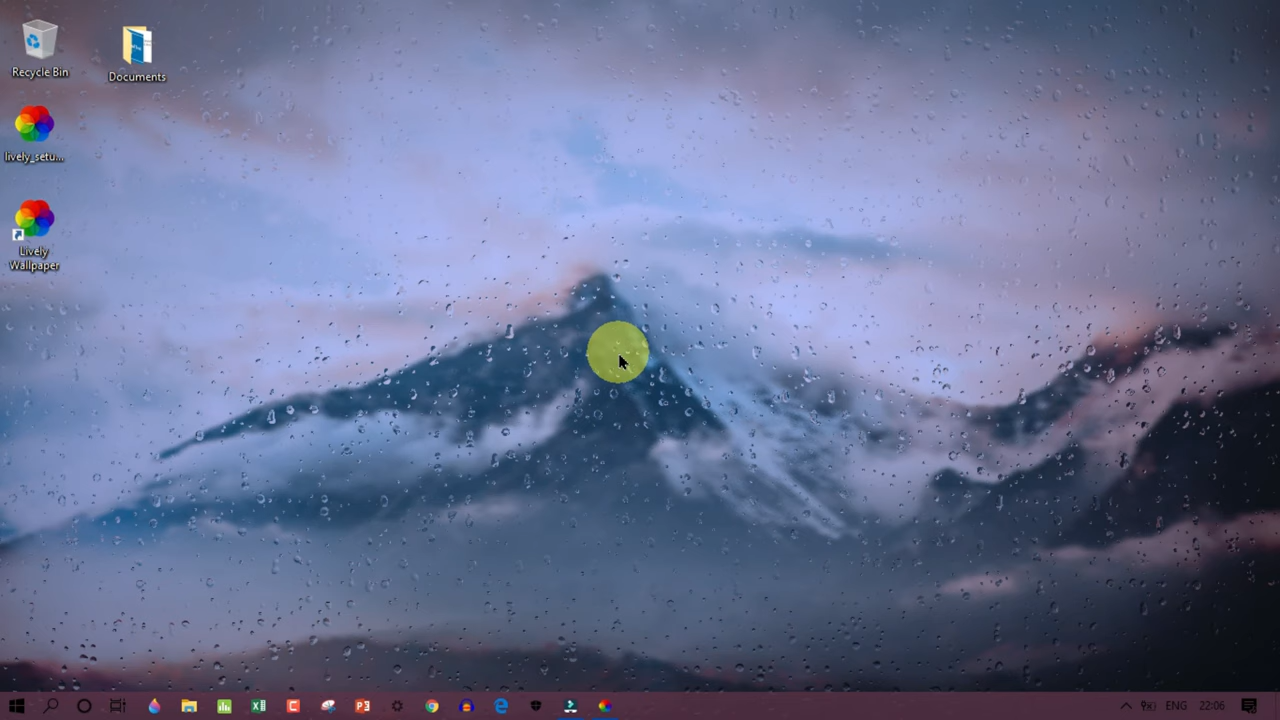 Recycle Bin
Documents
lively_setu...
Lively
Wallpaper
ENG
22:06